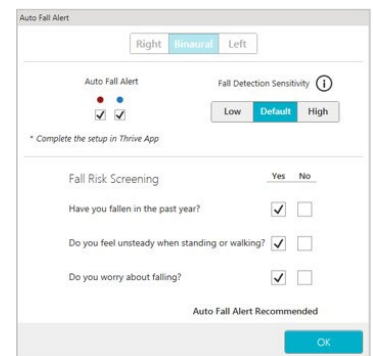 Auto Fall Alert
Right Binaural Left
Auto Fall Alert
Fall Detection Sensitivity i
Low Default High
* Complete the setup in Thrive App
Fall Risk Screening Yes No
Have you fallen in the past year?
Do you feel unsteady when standing or walking?
Do you worry about falling?
Auto Fall Alert Recommended
OK